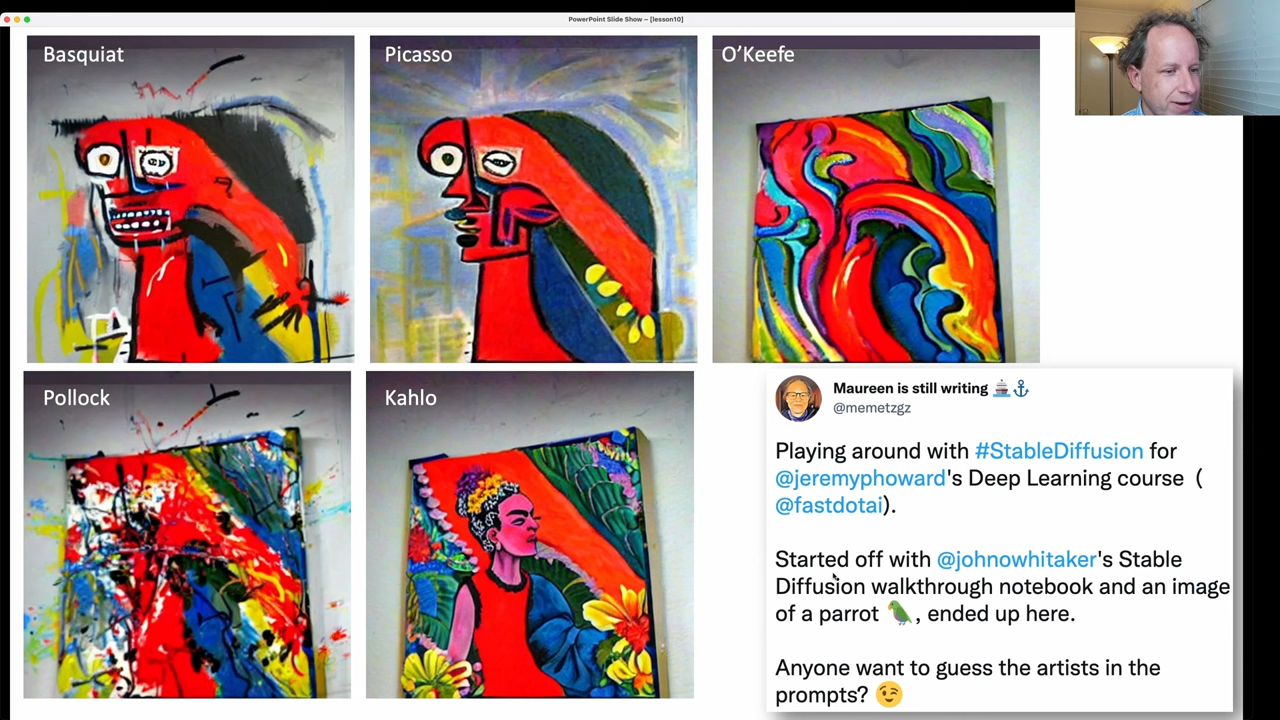 PowerPoint Slide Show – [lesson10]
Basquiat
Picasso
O’Keefe
Pollock
Kahlo
Maureen is still writing 🚢⚓
@memetzgz
Playing around with #StableDiffusion for
@jeremyphoward's Deep Learning course (
@fastdotai).
Started off with @johnowhitaker's Stable
Diffusion walkthrough notebook and an image
of a parrot 🦜, ended up here.
Anyone want to guess the artists in the
prompts? 😉